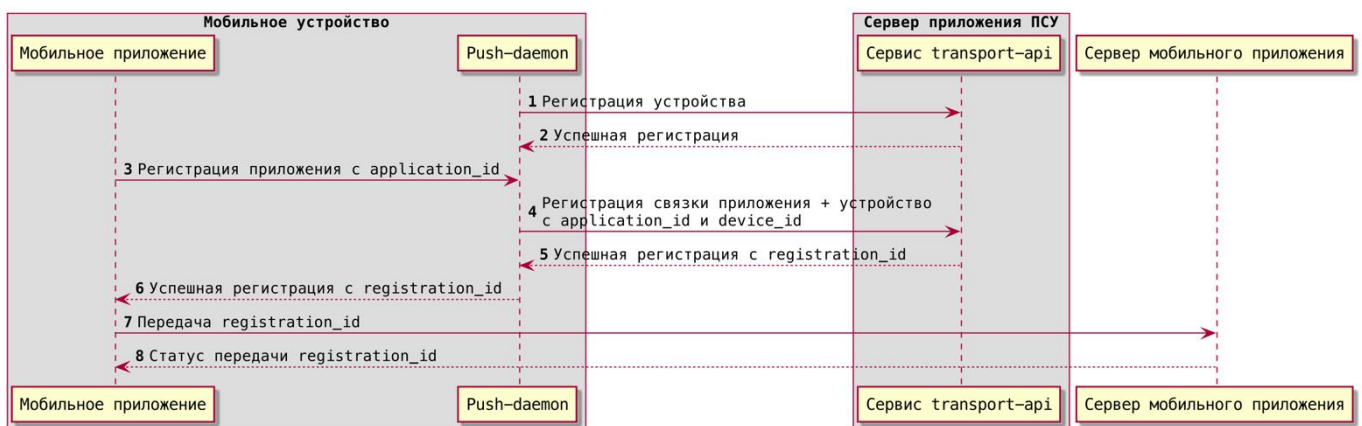 Мобильное устройство
Сервер приложения ПСУ
Мобильное приложение
Push-daemon
Сервис transport-api
Сервер мобильного приложения
1 Регистрация устройства
2 Успешная регистрация
3 Регистрация приложения с application_id
4 Регистрация связки приложения + устройство
с application_id и device_id
5 Успешная регистрация с registration_id
6 Успешная регистрация с registration_id
7 Передача registration_id
8 Статус передачи registration_id
Мобильное приложение
Push-daemon
Сервис transport-api
Сервер мобильного приложения